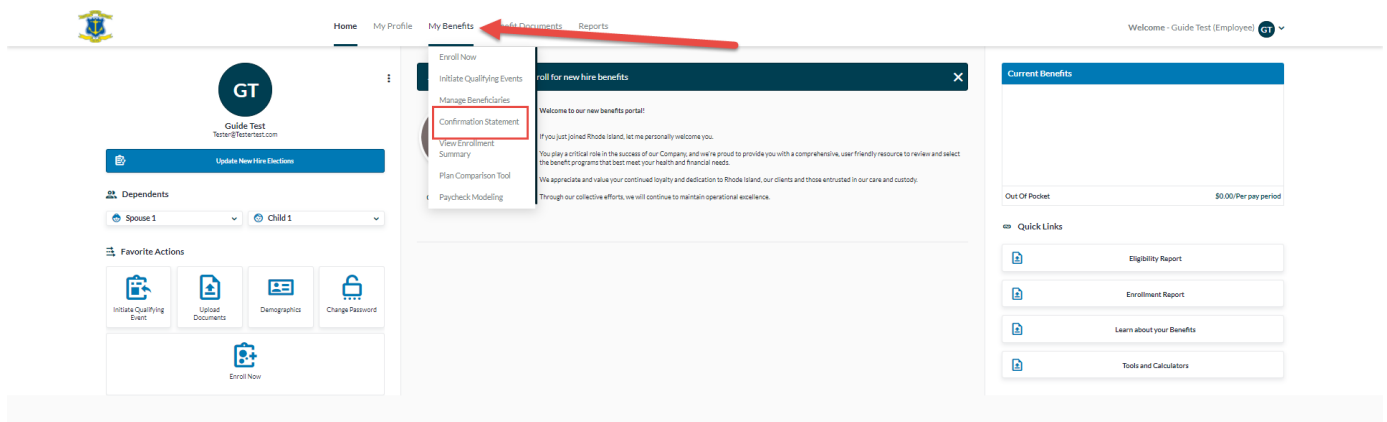 Home My Profile My Benefits Documents Reports
Welcome - Guide Test (Employee) GT
Enroll Now
Initiate Qualifying Events
Manage Beneficiaries
Confirmation Statement
View Enrollment
Summary
Plan Comparison Tool
Paycheck Modeling
GT
Guide Test
Tester@Testertest.com
Update New Hire Elections
Dependents
Spouse 1
Child 1
Favorite Actions
Initiate Qualifying
Event
Upload
Documents
Demographics
Change Password
Enroll Now
for new hire benefits
Welcome to our new benefits portal!
If you just joined Rhode Island, let me personally welcome you.
You play a critical role in the success of our Company, and we're proud to provide you with a comprehensive, user friendly resource to review and select
the benefit programs that best meet your health and financial needs.
We appreciate and value your continued loyalty and dedication to Rhode Island, our clients and those entrusted in our care and custody.
Through our collective efforts, we will continue to maintain operational excellence.
Current Benefits
Out Of Pocket $0.00/Per pay period
Quick Links
Eligibility Report
Enrollment Report
Learn about your Benefits
Tools and Calculators